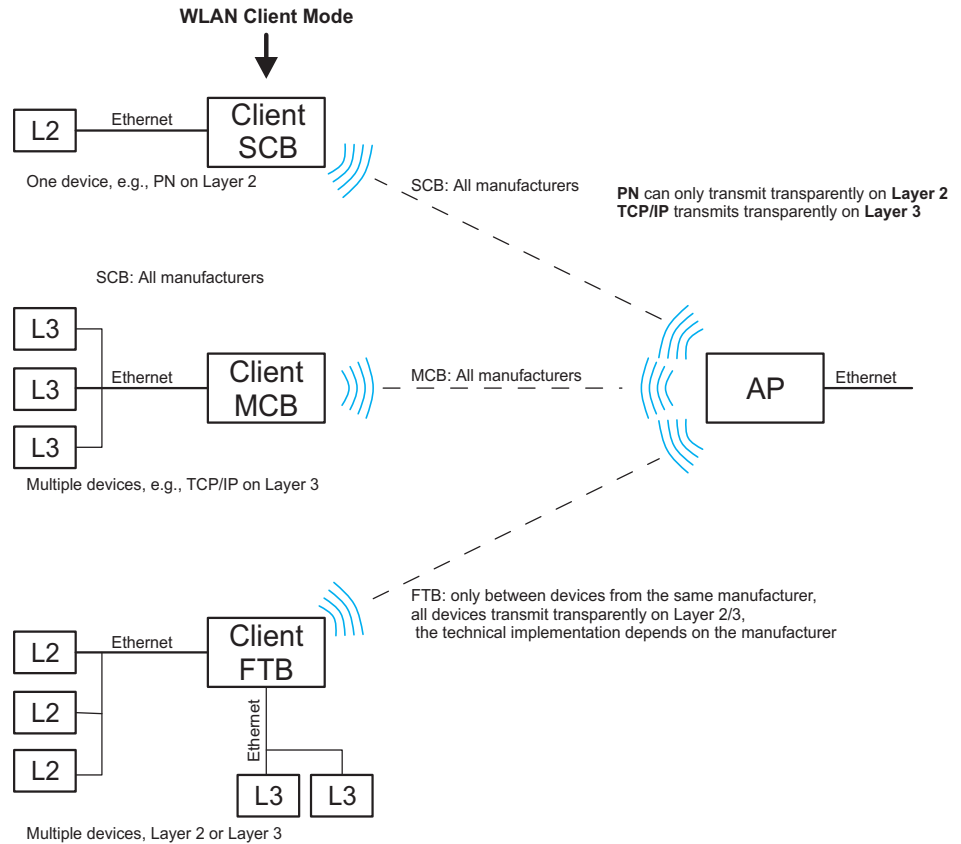 WLAN Client Mode
L2
Ethernet
Client
SCB
One device, e.g., PN on Layer 2
SCB: All manufacturers
PN can only transmit transparently on Layer 2
TCP/IP transmits transparently on Layer 3
SCB: All manufacturers
L3
L3
L3
Ethernet
Client
MCB
MCB: All manufacturers
AP
Ethernet
Multiple devices, e.g., TCP/IP on Layer 3
FTB: only between devices from the same manufacturer,
all devices transmit transparently on Layer 2/3,
the technical implementation depends on the manufacturer
L2
L2
L2
Ethernet
Client
FTB
Ethernet
L3
L3
Multiple devices, Layer 2 or Layer 3